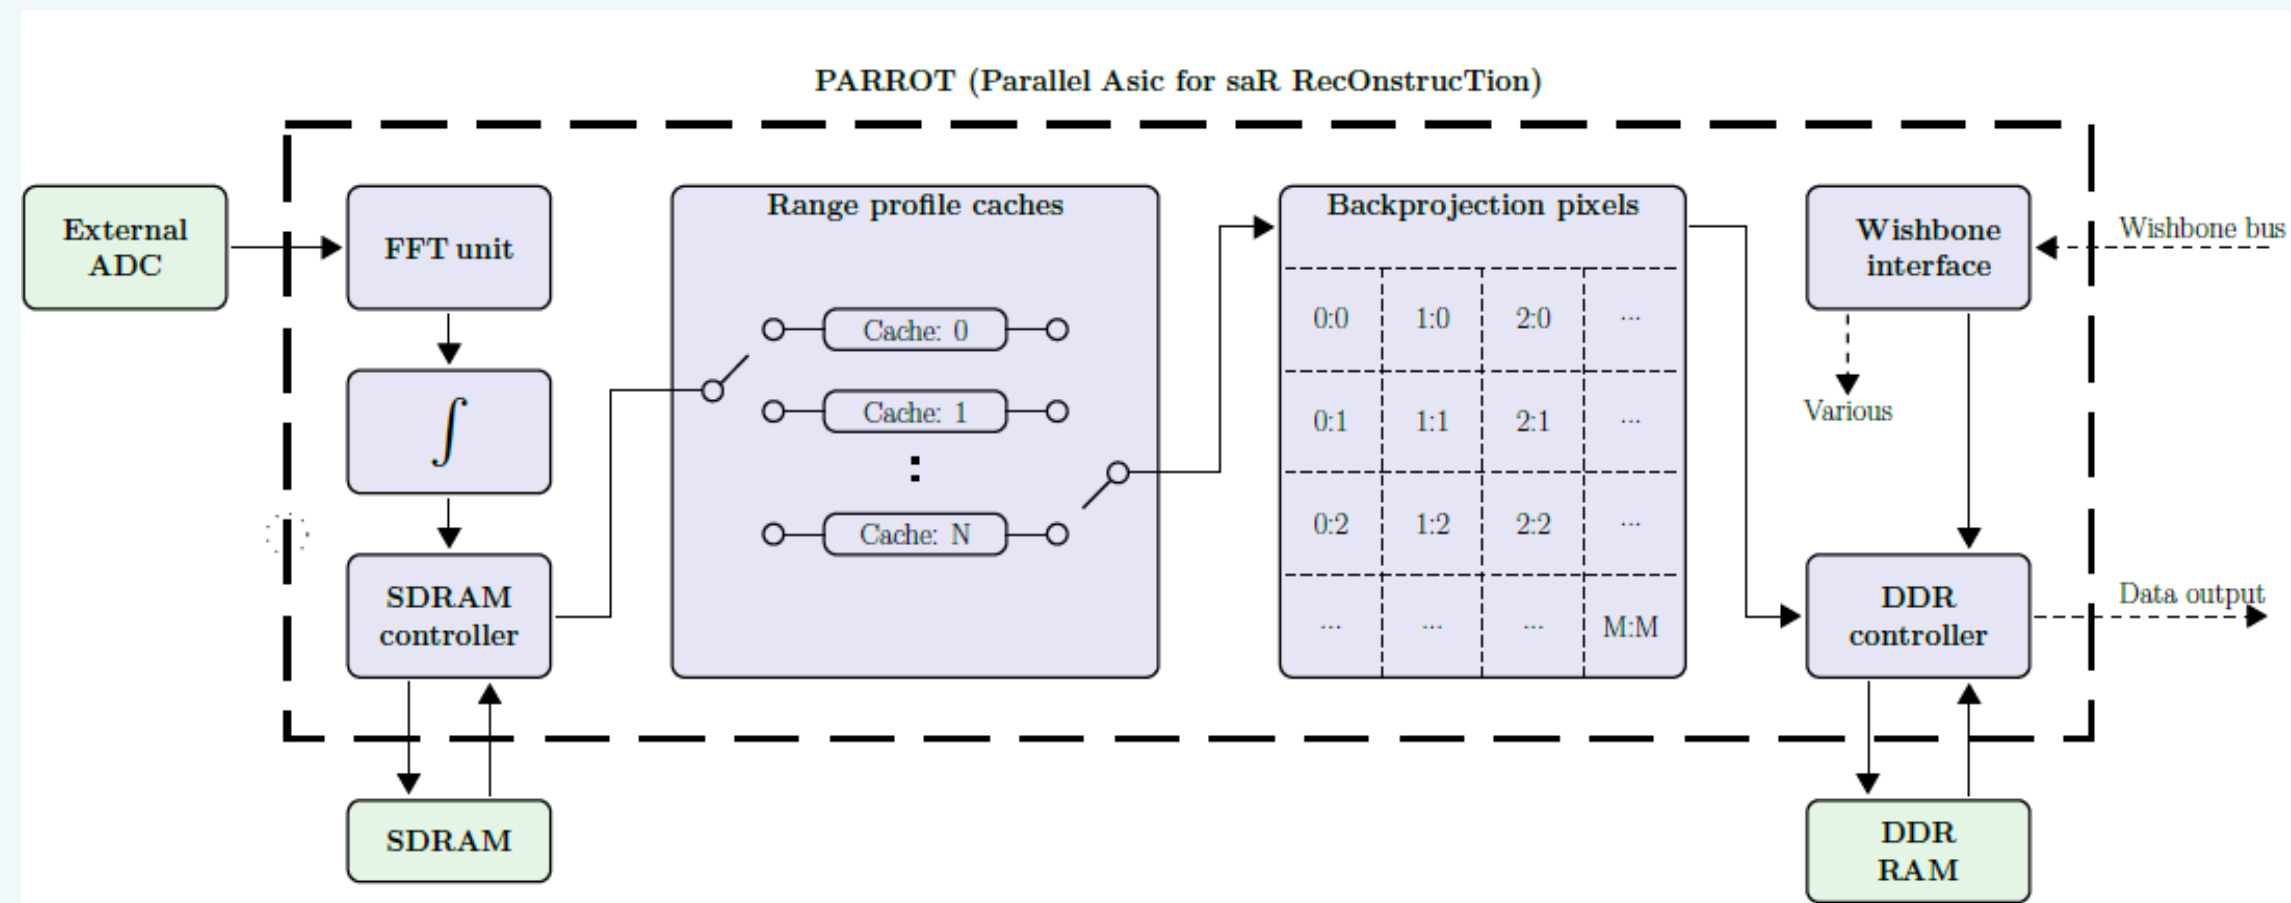 PARROT (Parallel Asic for saR RecOnstrucTion)
External
ADC
FFT unit
∫
SDRAM
controller
SDRAM
Range profile caches
Cache: 0
Cache: 1
:
Cache: N
Backprojection pixels
0:0 1:0 2:0 ...
0:1 1:1 2:1 ...
0:2 1:2 2:2 ...
... ... ... M:M
Wishbone
interface
Wishbone bus
Various
DDR
controller
Data output
DDR
RAM